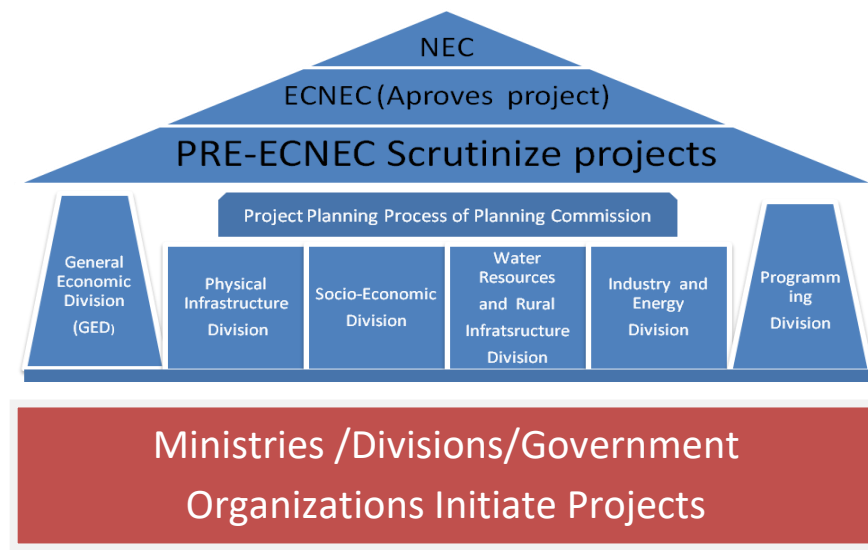 NEC
ECNEC (Aproves project)
PRE-ECNEC Scrutinize projects
Project Planning Process of Planning Commission
General
Economic
Division
(GED)
Physical
Infrastructure
Division
Socio-Economic
Division
Water
Resources
and Rural
Infratsructure
Division
Industry and
Energy
Division
Programm
ing
Division
Ministries /Divisions/Government
Organizations Initiate Projects